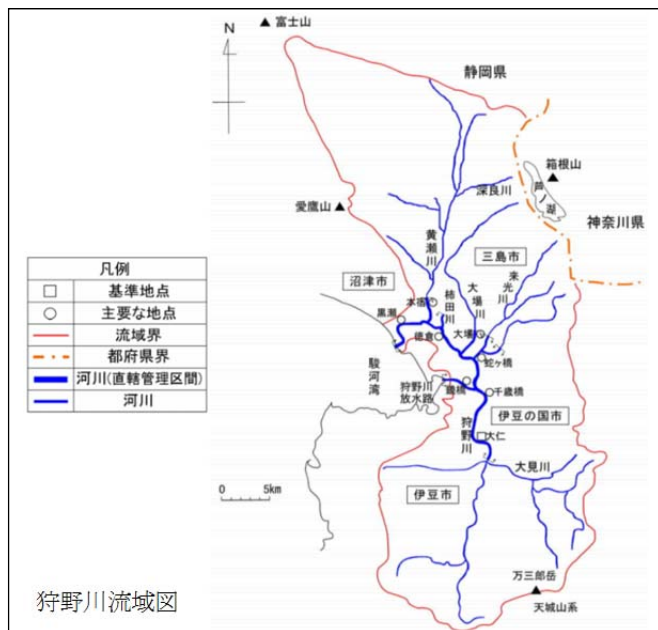 富士山
N
静岡県
箱根山
芦ノ湖
深良川
愛鷹山
神奈川県
黄瀬川
三島市
来光川
凡例
基準地点
主要な地点
流域界
都府県界
河川(直轄管理区間)
河川
沼津市
本宿
柿田川
大場川
黒瀬
徳倉
大場
蛇ヶ橋
駿河湾
狩野川
放水路
千歳橋
伊豆の国市
狩野川
大仁
大見川
0 5km
伊豆市
万三郎岳
天城山系
狩野川流域図